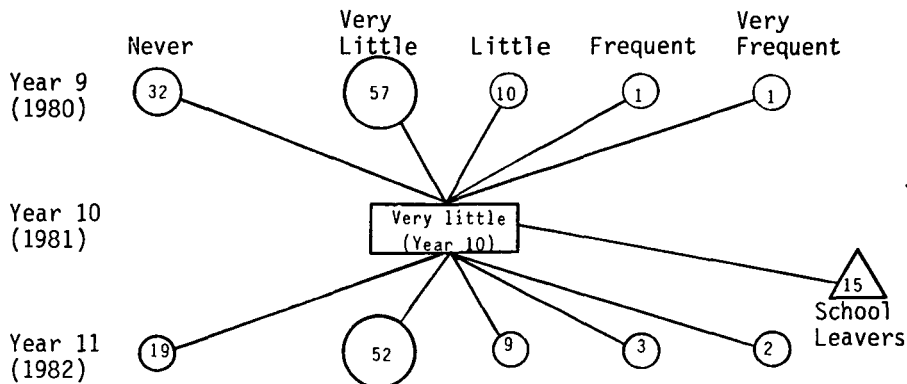 Never Very Little Little Frequent Very Frequent
Year 9 (1980)
32 57 10 1 1
Year 10 (1981)
Very little
(Year 10)
15
School
Leavers
Year 11 (1982)
19 52 9 3 2